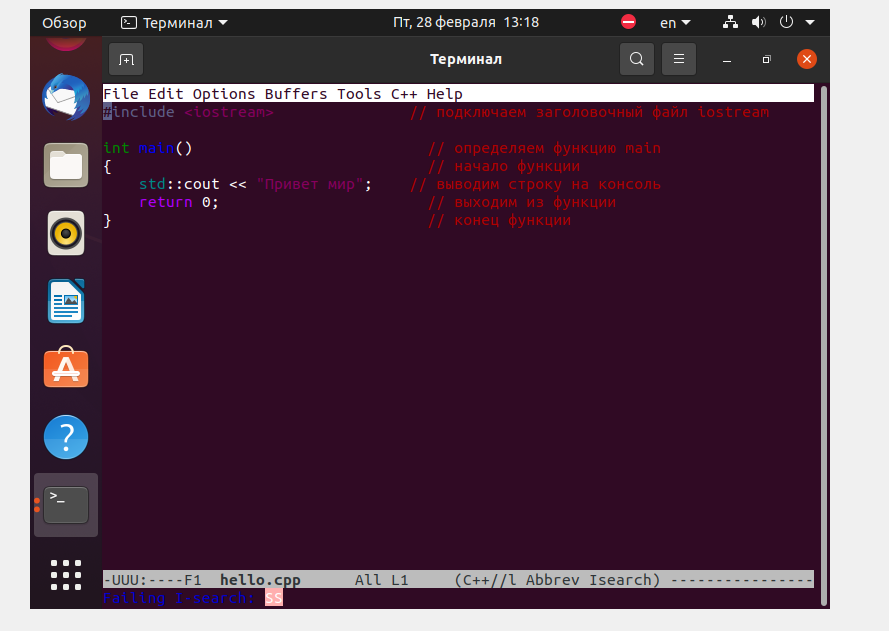 Обзор Терминал Пт, 28 февраля 13:18 en
Терминал
File Edit Options Buffers Tools C++ Help
#include <iostream> // подключаем заголовочный файл iostream
int main() // определяем функцию main
{ // начало функции
std::cout << "Привет мир"; // выводим строку на консоль
return 0; // выходим из функции
} // конец функции
>_
?
>_
-UUU:----F1 hello.cpp All L1 (C++//l Abbrev Isearch) ----------------
Failing I-search: SS